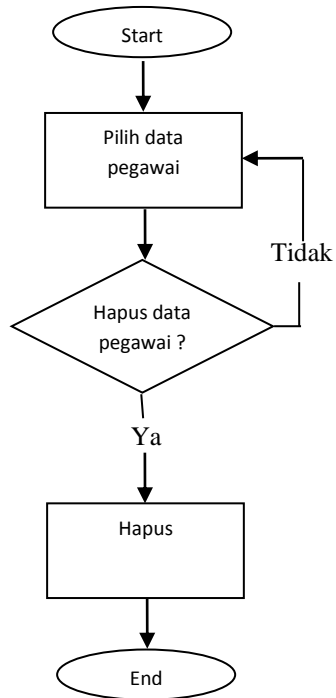 Start
Pilih data
pegawai
Tidak
Hapus data
pegawai ?
Ya
Hapus
End